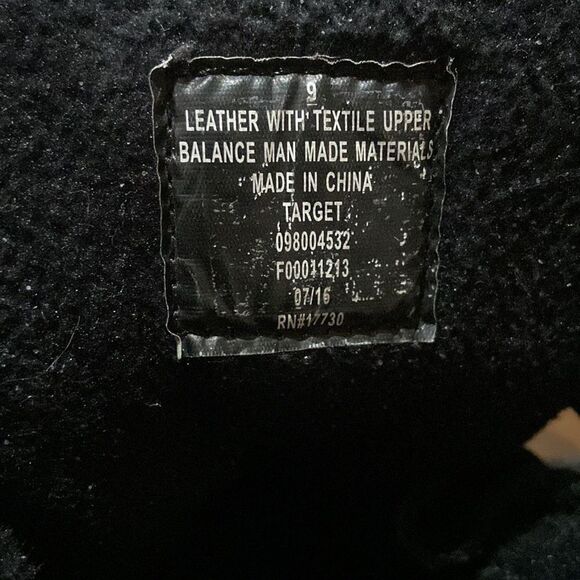 9
LEATHER WITH TEXTILE UPPER
BALANCE MAN MADE MATERIALS
MADE IN CHINA
TARGET
098004532
F00011213
07/16
RN#17730